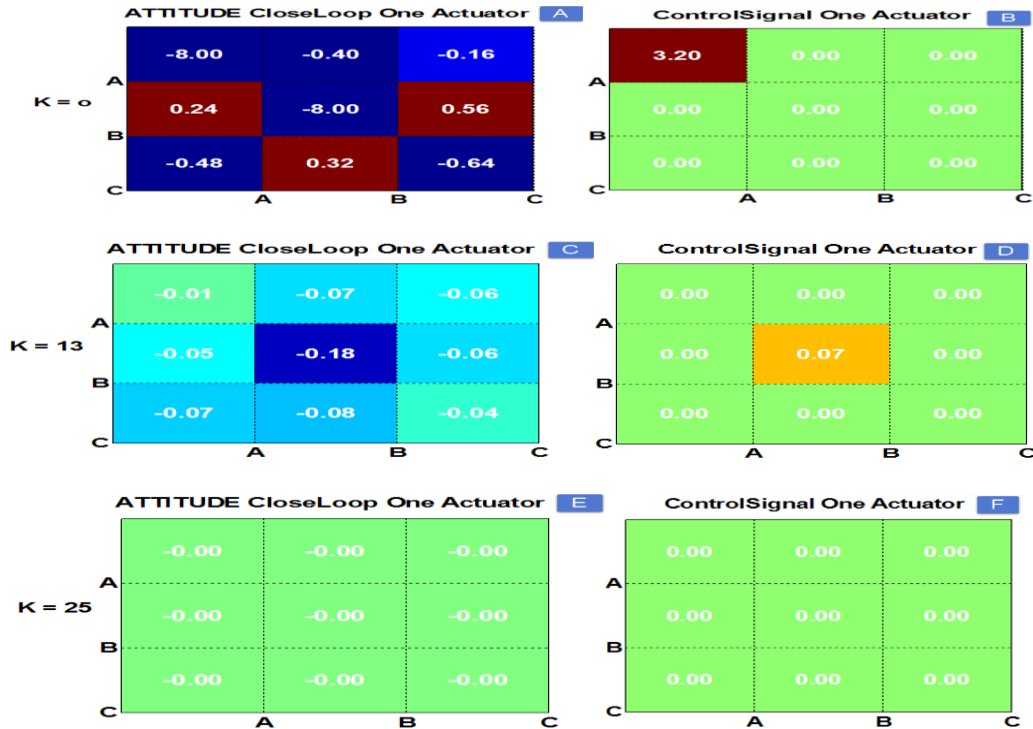 ATTITUDE CloseLoop One Actuator A
ControlSignal One Actuator B
K = o
-8.00 -0.40 -0.16
A
0.24 -8.00 0.56
B
-0.48 0.32 -0.64
C
A B C
3.20 0.00 0.00
A
0.00 0.00 0.00
B
0.00 0.00 0.00
C
A B C
ATTITUDE CloseLoop One Actuator C
ControlSignal One Actuator D
K = 13
-0.01 -0.07 -0.06
A
-0.05 -0.18 -0.06
B
-0.07 -0.08 -0.04
C
A B C
0.00 0.00 0.00
A
0.00 0.07 0.00
B
0.00 0.00 0.00
C
A B C
ATTITUDE CloseLoop One Actuator E
ControlSignal One Actuator F
K = 25
-0.00 -0.00 -0.00
A
-0.00 -0.00 -0.00
B
-0.00 -0.00 -0.00
C
A B C
0.00 0.00 0.00
A
0.00 0.00 0.00
B
0.00 0.00 0.00
C
A B C